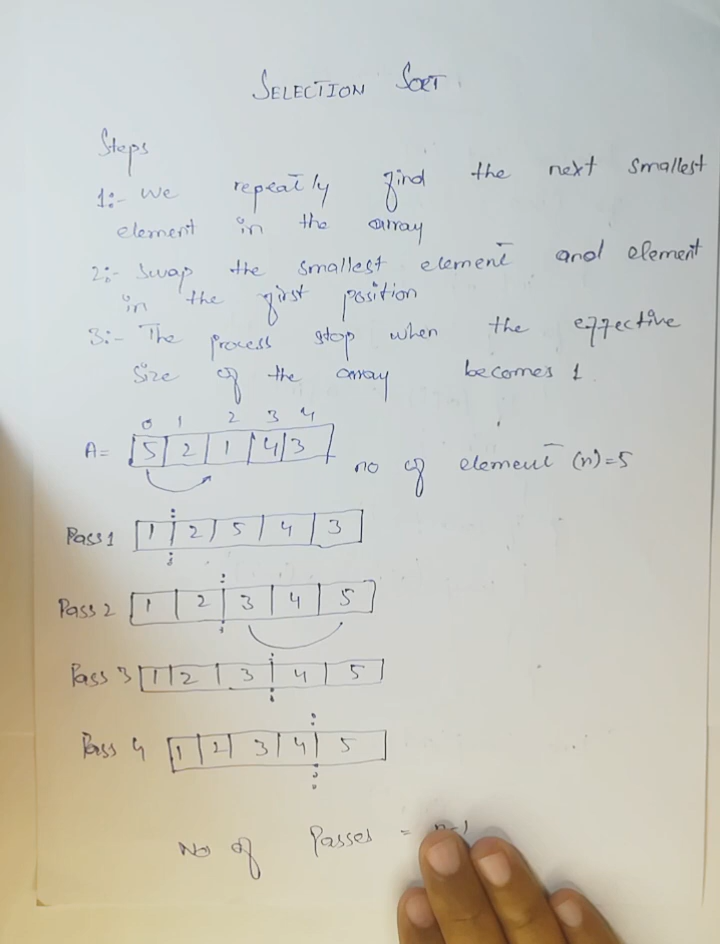 SELECTION SORT
Steps
1:- We repeatly find the next smallest
element in the array
2:- Swap the smallest element and element
in the first position
3:- The process stop when the effective
size of the array becomes 1
0 1 2 3 4
A= 5 2 1 4 3
no of element (n)=5
Pass 1 1 2 5 4 3
Pass 2 1 2 3 4 5
Pass 3 1 2 3 4 5
Pass 4 1 2 3 4 5
No of Passes = n-1